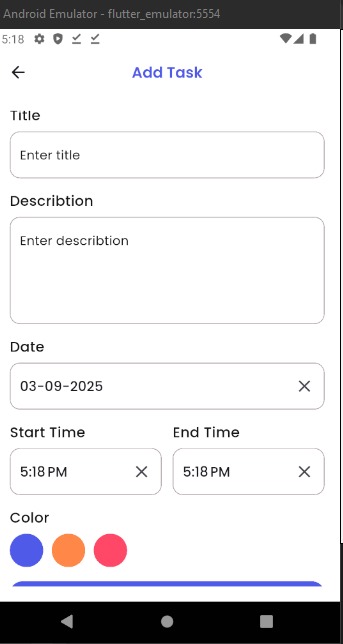 Android Emulator - flutter_emulator:5554
5:18
Add Task
Title
Enter title
Describtion
Enter describtion
Date
03-09-2025
Start Time End Time
5:18 PM 5:18 PM
Color